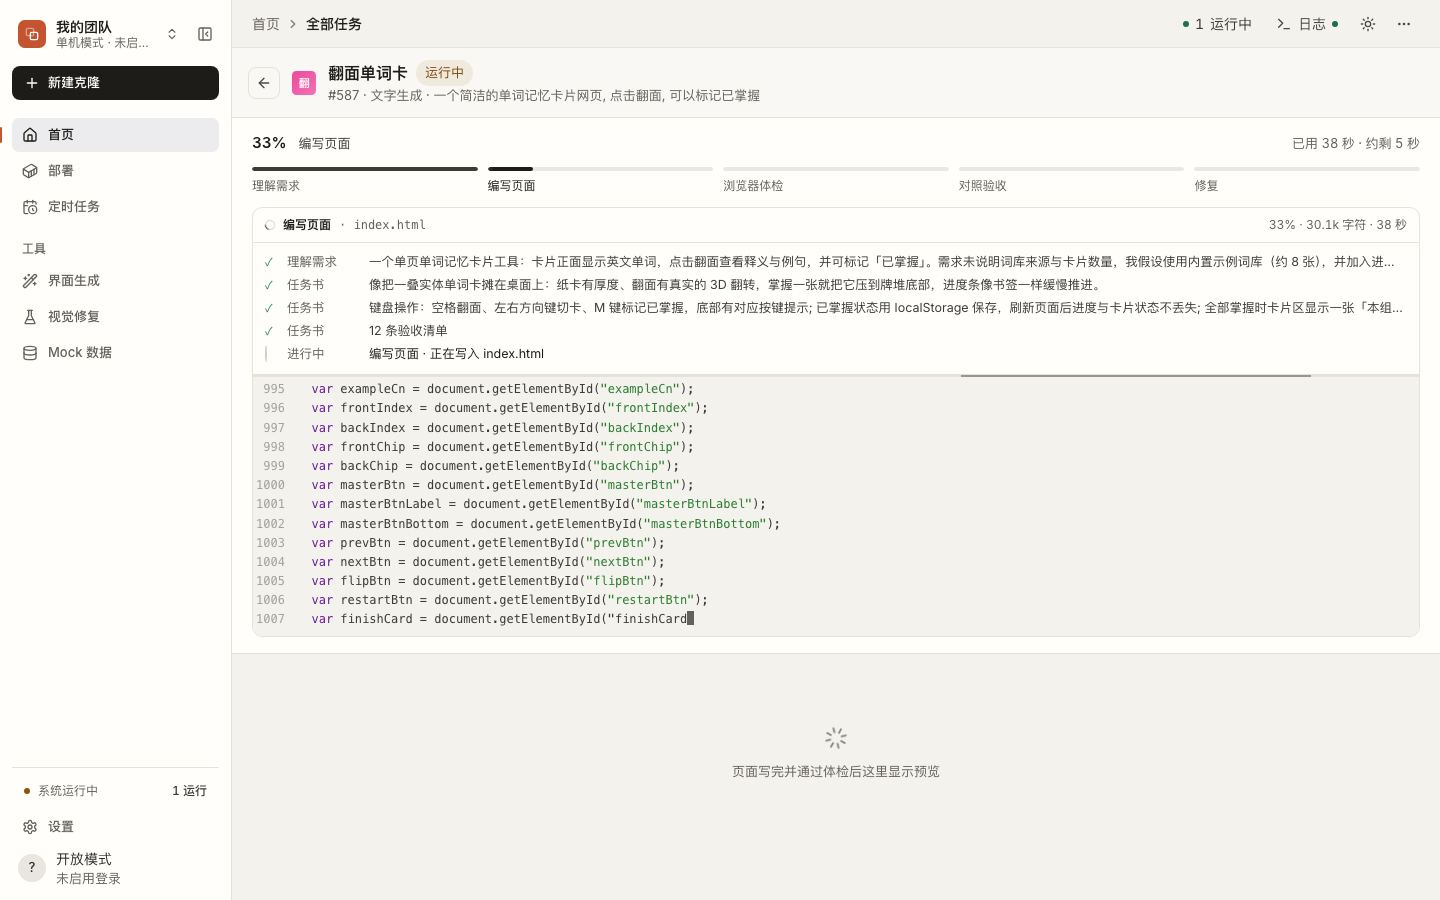 我的团队
单机模式 · 未启...
新建克隆
首页
部署
定时任务
工具
界面生成
视觉修复
Mock 数据
系统运行中
1 运行
设置
?
开放模式
未启用登录
首页
全部任务
1 运行中
日志
翻
翻面单词卡
运行中
#587 · 文字生成 · 一个简洁的单词记忆卡片网页, 点击翻面, 可以标记已掌握
33% 编写页面
已用 38 秒 · 约剩 5 秒
理解需求
编写页面
浏览器体检
对照验收
修复
编写页面 · index.html
33% · 30.1k 字符 · 38 秒
✓ 理解需求 一个单页单词记忆卡片工具：卡片正面显示英文单词，点击翻面查看释义与例句，并可标记「已掌握」。需求未说明词库来源与卡片数量，我假设使用内置示例词库（约 8 张），并加入进...
✓ 任务书 像把一叠实体单词卡摊在桌面上：纸卡有厚度、翻面有真实的 3D 翻转，掌握一张就把它压到牌堆底部，进度条像书签一样缓慢推进。
✓ 任务书 键盘操作：空格翻面、左右方向键切卡、M 键标记已掌握，底部有对应按键提示; 已掌握状态用 localStorage 保存，刷新页面后进度与卡片状态不丢失; 全部掌握时卡片区显示一张「本组...
✓ 任务书 12 条验收清单
进行中 编写页面 · 正在写入 index.html
995 var exampleCn = document.getElementById("exampleCn");
996 var frontIndex = document.getElementById("frontIndex");
997 var backIndex = document.getElementById("backIndex");
998 var frontChip = document.getElementById("frontChip");
999 var backChip = document.getElementById("backChip");
1000 var masterBtn = document.getElementById("masterBtn");
1001 var masterBtnLabel = document.getElementById("masterBtnLabel");
1002 var masterBtnBottom = document.getElementById("masterBtnBottom");
1003 var prevBtn = document.getElementById("prevBtn");
1004 var nextBtn = document.getElementById("nextBtn");
1005 var flipBtn = document.getElementById("flipBtn");
1006 var restartBtn = document.getElementById("restartBtn");
1007 var finishCard = document.getElementById("finishCard
页面写完并通过体检后这里显示预览